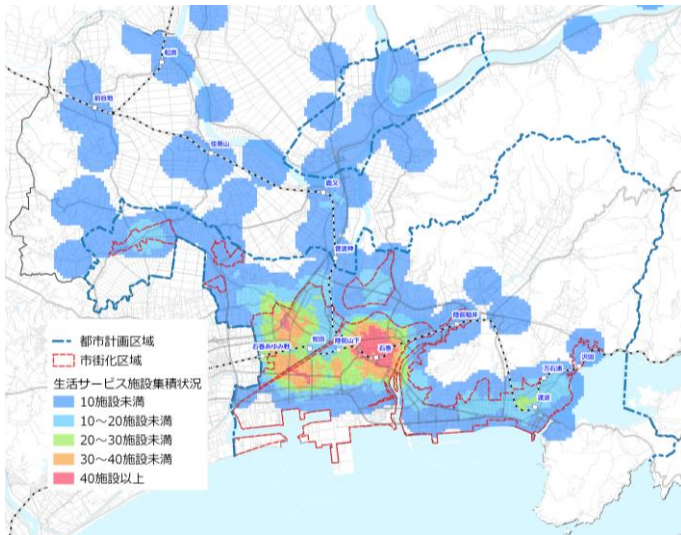 和渕
前谷地
佳景山
鹿又
曽波神
石巻あゆみ野
蛇田
陸前山下
石巻
陸前稲井
万石浦
沢田
渡波
都市計画区域
市街化区域
生活サービス施設集積状況
10施設未満
10～20施設未満
20～30施設未満
30～40施設未満
40施設以上